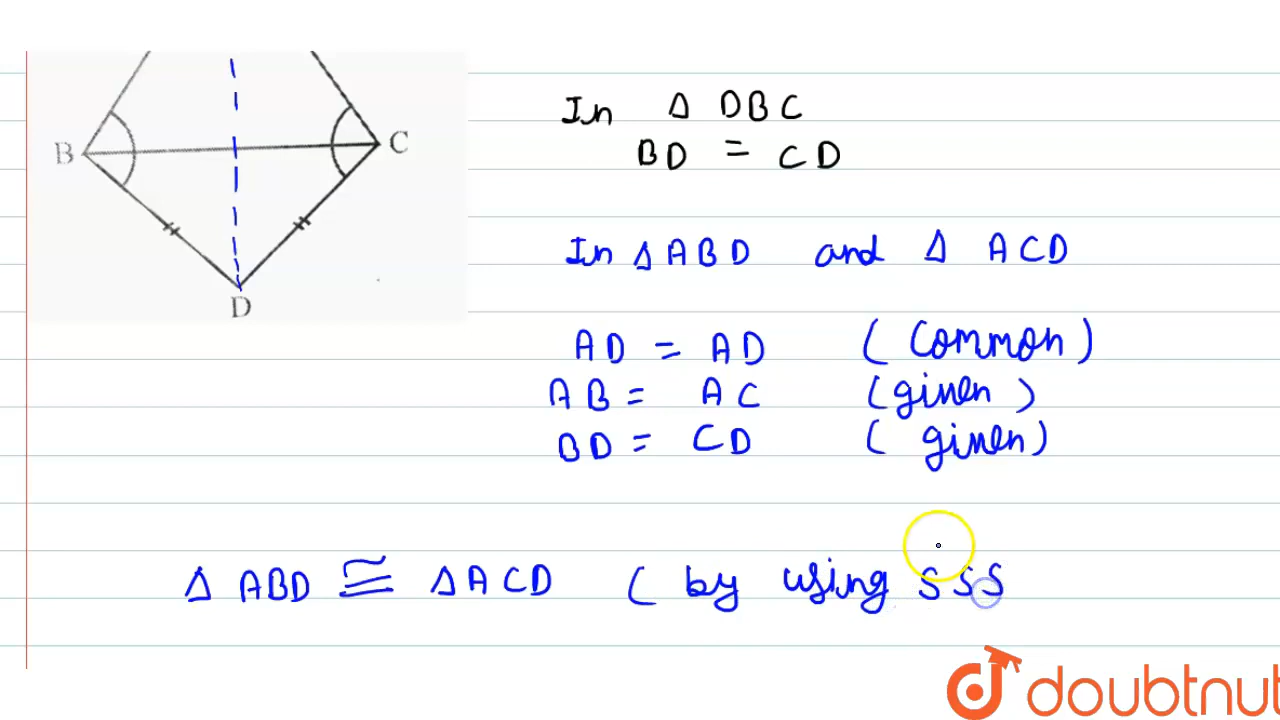 B
C
D
In Δ DBC
BD = CD
In Δ ABD and Δ ACD
AD = AD (Common)
AB = AC (given)
BD = CD (given)
Δ ABD ≅ Δ ACD ( by using SSS
doubtnut